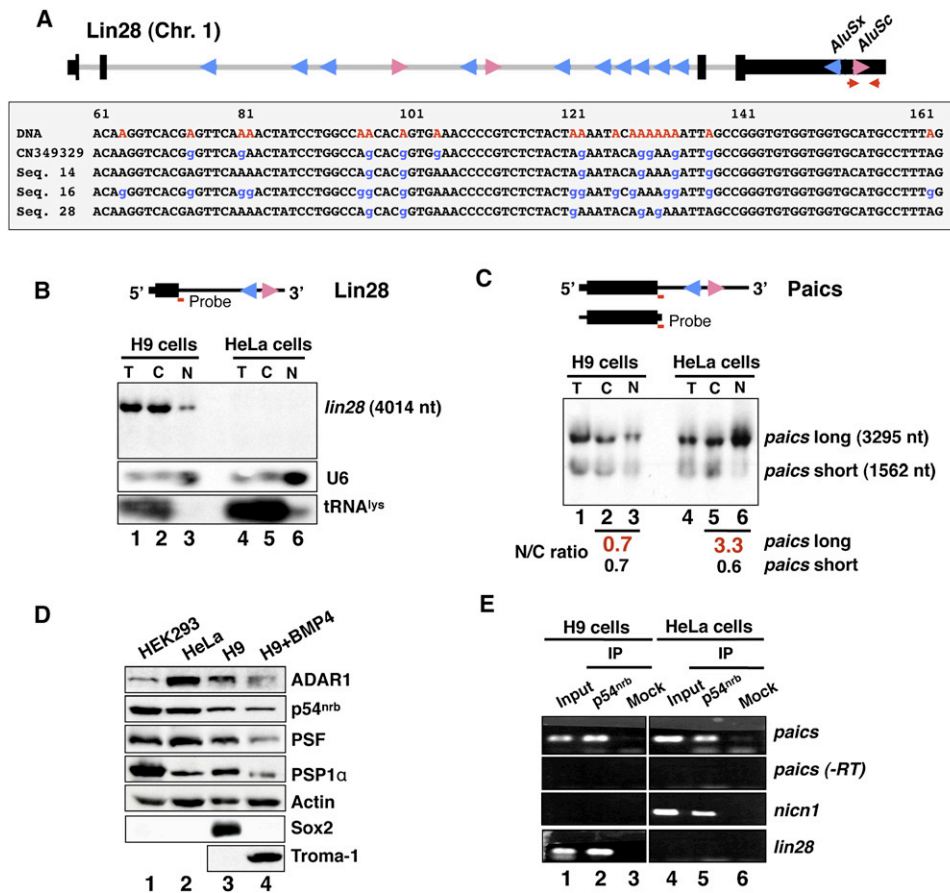 A
Lin28 (Chr. 1)
AluSx
AluSc
61 81 101 121 141 161
DNA ACAAGGTCACGAGTTCAAAACTATCCTGGCCAACACAGTGAAACCCCGTCTCTACTAAAATACAAAAAAATTAGCCGGGTGTGGTGGTGCATGCCTTTAG
CN349329 ACAAGGTCACGgGTTCAgAACTATCCTGGCCAgCACgGTGgAACCCCGTCTCTACTAgAATACAggAAgATTgGCCGGGTGTGGTGGTGCATGCCTTTAG
Seq. 14 ACAAGGTCACGAGTTCAAAACTATCCTGGCCAgCACgGTGAAACCCCGTCTCTACTAgAATACAgAAAgATTgGCCGGGTGTGGTGGTGCATGCCTTTAG
Seq. 16 ACAgGGTCACGgGTTCAggACTATCCTGGCCggCACgGTGAAACCCCGTCTCTACTggAATgCgAAAggATTgGCCGGGTGTGGTGGTGCATGCCTTTgG
Seq. 28 ACAAGGTCACGAGTTCAAAACTATCCTGGCCAgCACgGTGAAACCCCGTCTCTACTgAAATACAgAgAAATTAGCCGGGTGTGGTGGTGCATGCCTTTAG
B
5' 3' Lin28
Probe
H9 cells HeLa cells
T C N T C N
lin28 (4014 nt)
U6
tRNAlys
1 2 3 4 5 6
C
5' 3' Paics
Probe
H9 cells HeLa cells
T C N T C N
paics long (3295 nt)
paics short (1562 nt)
1 2 3 4 5 6
N/C ratio
0.7 3.3 paics long
0.7 0.6 paics short
D
HEK293 HeLa H9 H9+BMP4
ADAR1
p54nrb
PSF
PSP1α
Actin
Sox2
Troma-1
1 2 3 4
E
H9 cells HeLa cells
IP IP
Input p54nrb Mock Input p54nrb Mock
paics
paics (-RT)
nicn1
lin28
1 2 3 4 5 6